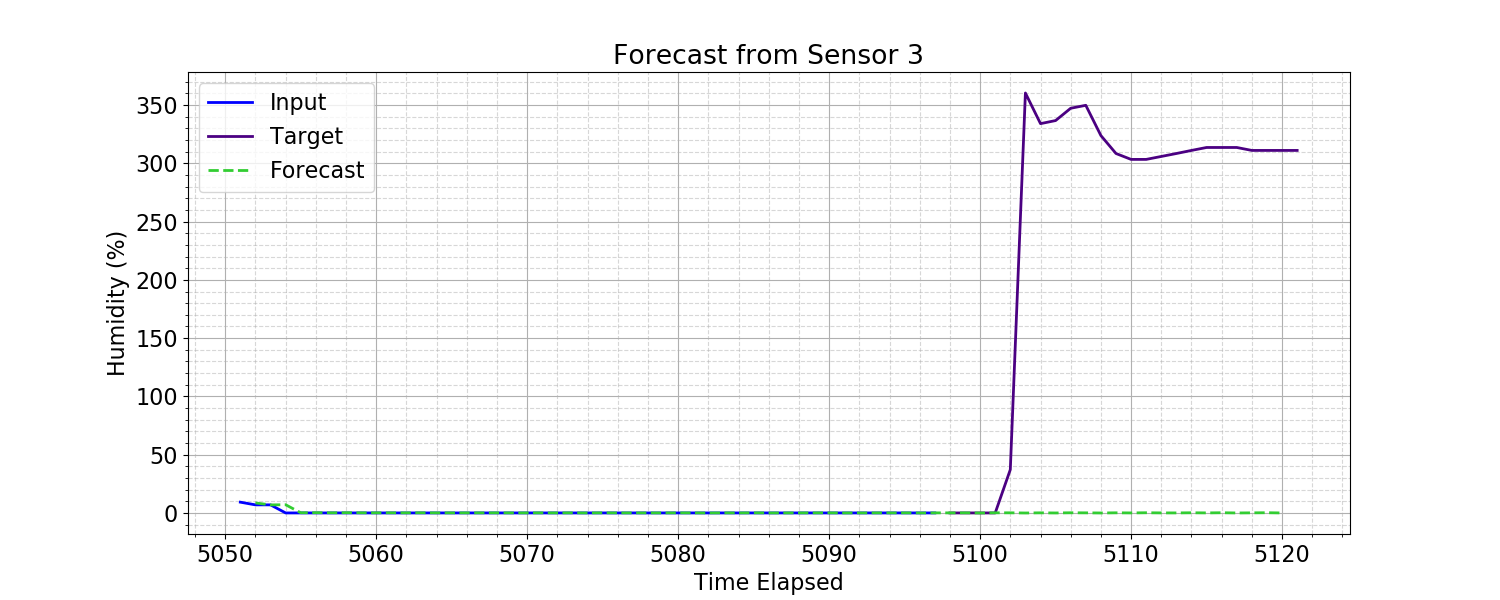 Forecast from Sensor 3
Input
Target
Forecast
Humidity (%)
350
300
250
200
150
100
50
0
5050 5060 5070 5080 5090 5100 5110 5120
Time Elapsed